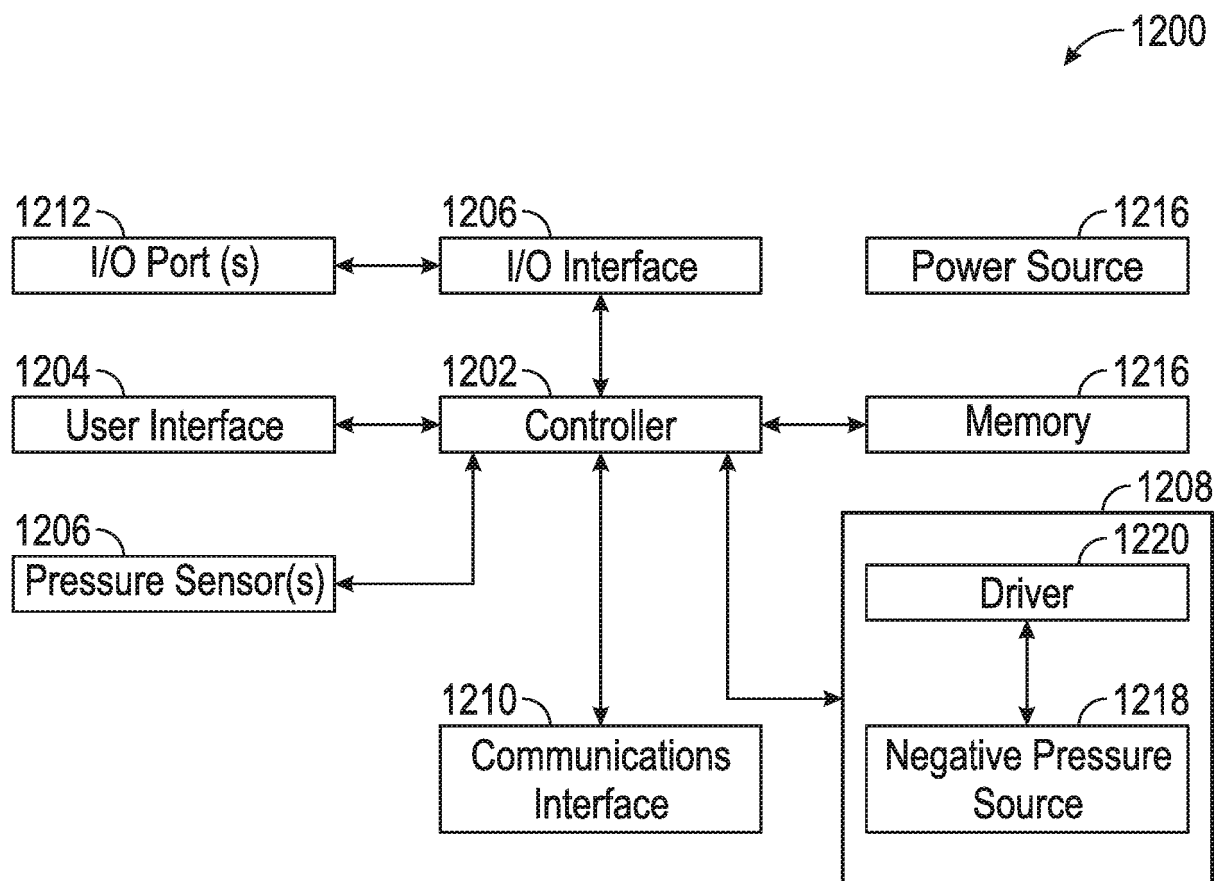 1200
1212
I/O Port (s)
1206
I/O Interface
1216
Power Source
1204
User Interface
1202
Controller
1216
Memory
1206
Pressure Sensor(s)
1208
1220
Driver
1210
Communications
Interface
1218
Negative Pressure
Source